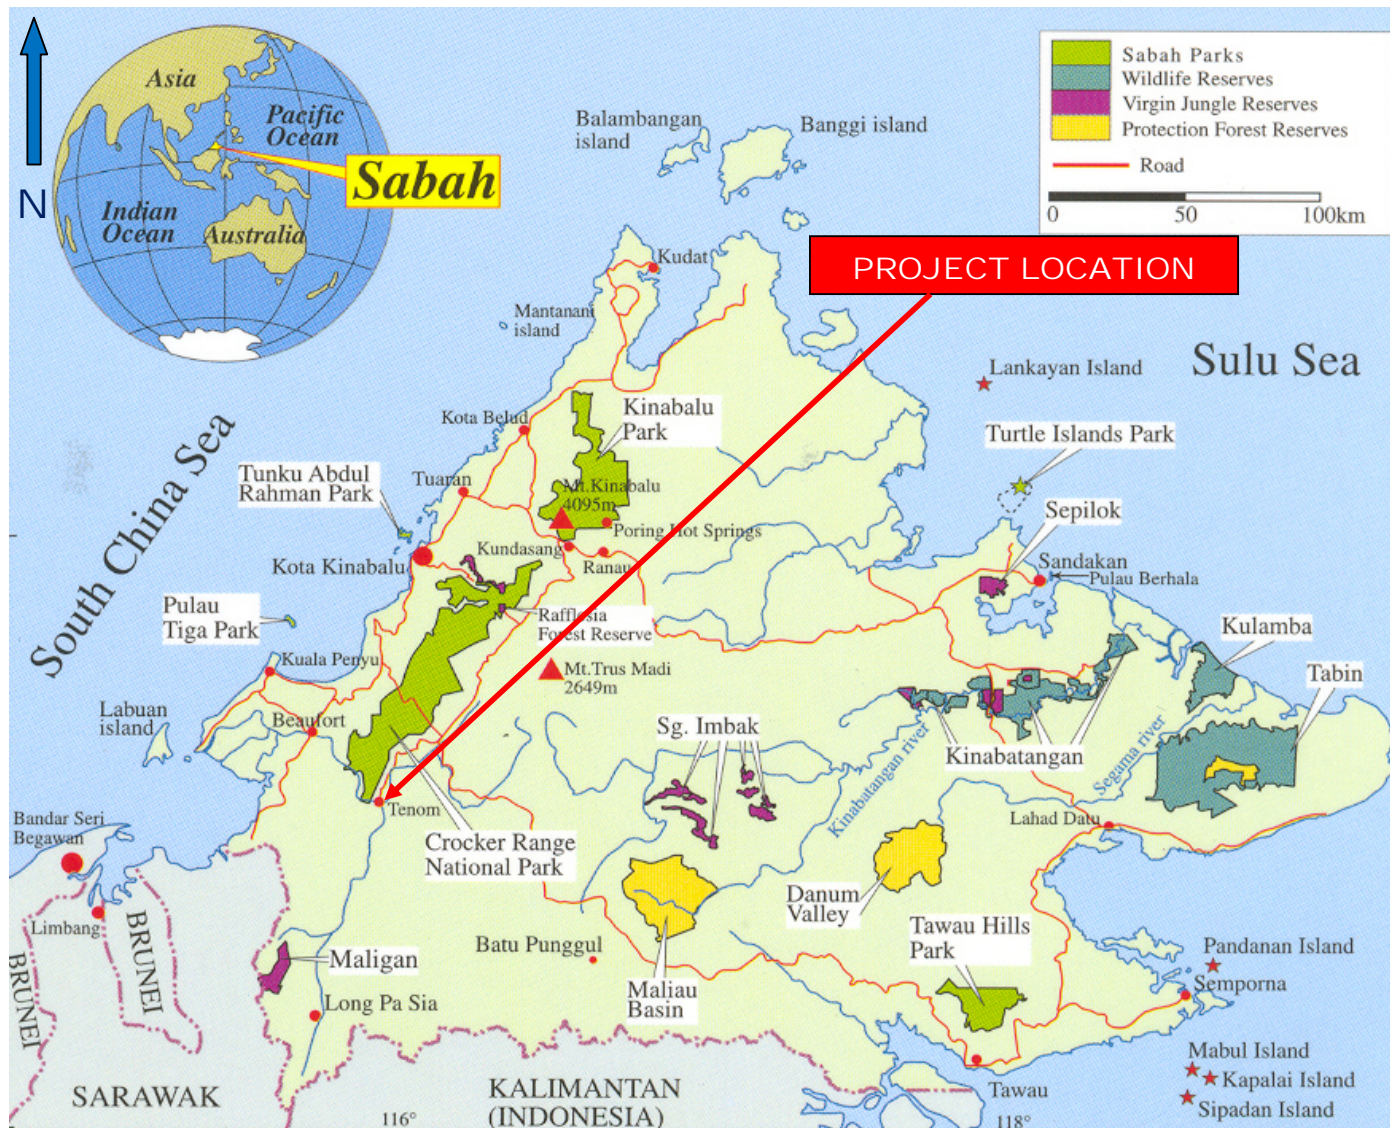 N
Asia
Pacific
Ocean
Sabah
Indian
Ocean
Australia
Sabah Parks
Wildlife Reserves
Virgin Jungle Reserves
Protection Forest Reserves
Road
0 50 100km
Balambangan
island
Banggi island
PROJECT LOCATION
Kudat
Mantanani
island
Sulu Sea
Lankayan Island
Kinabalu
Park
Kota Belud
Turtle Islands Park
South China Sea
Tunku Abdul
Rahman Park
Tuaran
Mt.Kinabalu
4095m
Sepilok
Poring Hot Springs
Kundasang
Ranau
Kota Kinabalu
Sandakan
Pulau Berhala
Pulau
Tiga Park
Rafflesia
Forest Reserve
Kulamba
Kuala Penyu
Mt.Trus Madi
2649m
Tabin
Labuan
island
Beaufort
Sg. Imbak
Kinabatangan
Kinabatangan river
Segama river
Tenom
Lahad Datu
Bandar Seri
Begawan
Crocker Range
National Park
Danum
Valley
Tawau Hills
Park
Limbang
BRUNEI
BRUNEI
Maligan
Batu Punggul
Pandanan Island
Semporna
Maliau
Basin
Long Pa Sia
Mabul Island
Kapalai Island
Sipadan Island
Tawau
SARAWAK
KALIMANTAN
(INDONESIA)
116°
118°